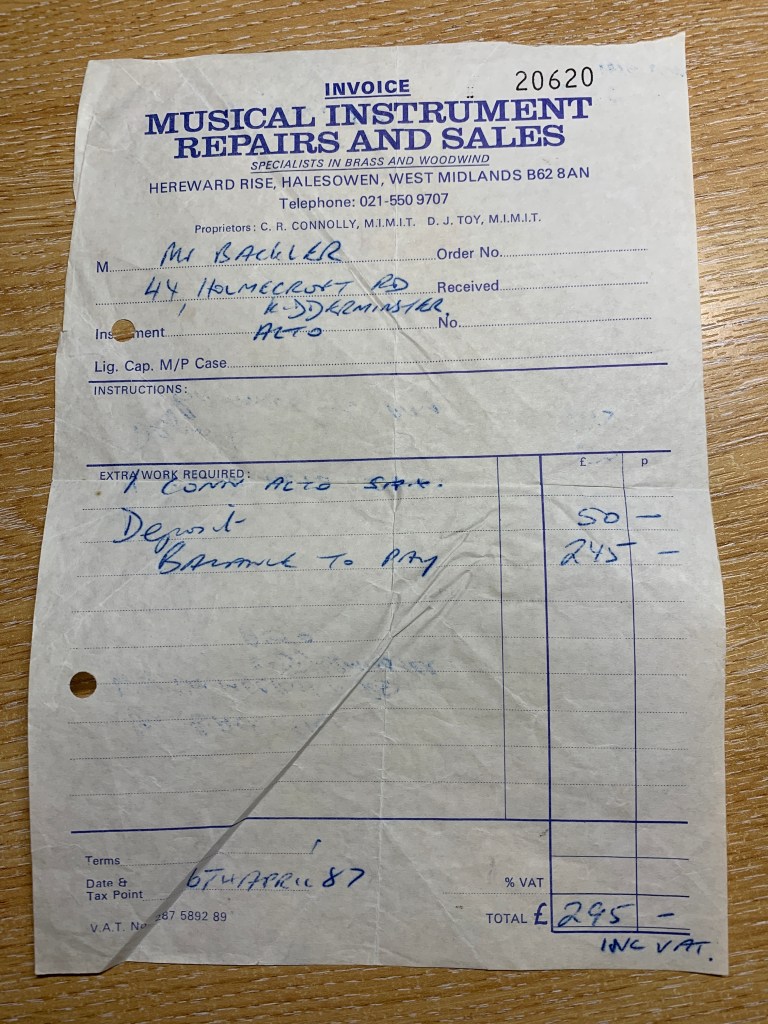 INVOICE 20620
MUSICAL INSTRUMENT
REPAIRS AND SALES
SPECIALISTS IN BRASS AND WOODWIND
HEREWARD RISE, HALESOWEN, WEST MIDLANDS B62 8AN
Telephone: 021-550 9707
Proprietors: C. R. CONNOLLY, M.I.M.I.T. D. J. TOY, M.I.M.I.T.
M Mr BACKLER Order No.
44, HOLMECROFT RD Received
KIDDERMINSTER.
ment ALTO No.
Lig. Cap. M/P Case
INSTRUCTIONS:
EXTRA WORK REQUIRED: £ p
1 CONN ALTO SAX.
Deposit 50 —
BALANCE TO PAY 245 —
Terms
Date & 6TH APRIL 87 % VAT
Tax Point
V.A.T. No 87 5892 89 TOTAL £ 295 —
INC VAT.